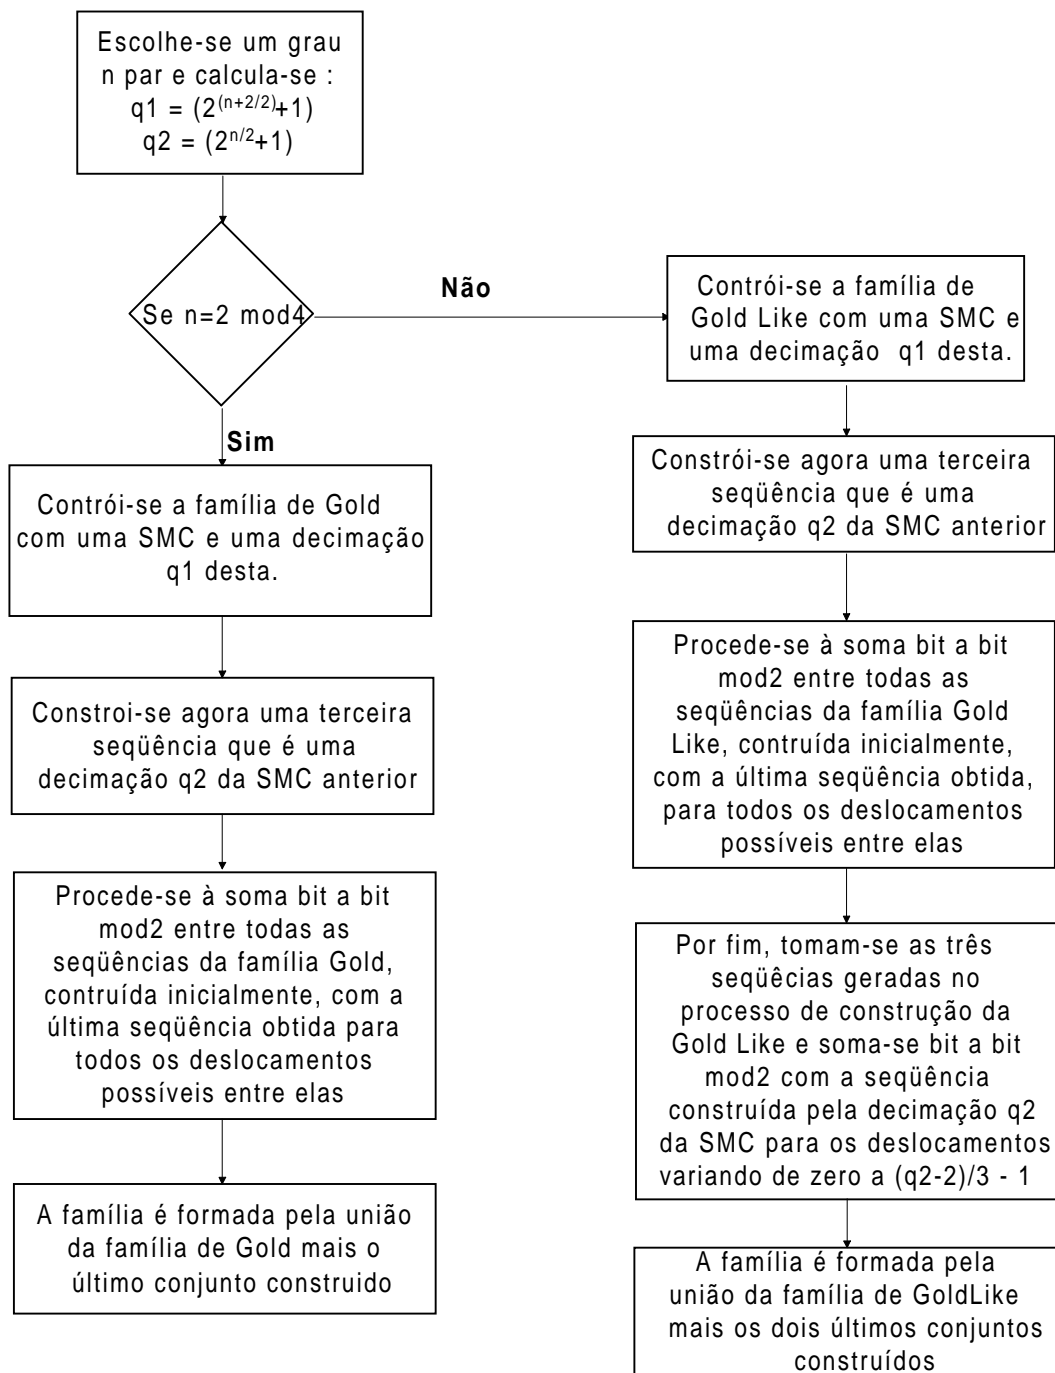 Escolhe-se um grau
n par e calcula-se :
q1 = (2^(n+2/2)+1)
q2 = (2^n/2+1)
Se n=2 mod4
Não
Sim
Contrói-se a família de Gold
com uma SMC e uma decimação
q1 desta.
Constroi-se agora uma terceira
seqüência que é uma
decimação q2 da SMC anterior
Procede-se à soma bit a bit
mod2 entre todas as
seqüências da família Gold,
contruída inicialmente, com a
última seqüência obtida para
todos os deslocamentos
possíveis entre elas
A família é formada pela união
da família de Gold mais o
último conjunto construido
Contrói-se a família de
Gold Like com uma SMC e
uma decimação q1 desta.
Constrói-se agora uma terceira
seqüência que é uma
decimação q2 da SMC anterior
Procede-se à soma bit a bit
mod2 entre todas as
seqüências da família Gold
Like, contruída inicialmente,
com a última seqüência obtida,
para todos os deslocamentos
possíveis entre elas
Por fim, tomam-se as três
seqüêcias geradas no
processo de construção da
Gold Like e soma-se bit a bit
mod2 com a seqüência
construída pela decimação q2
da SMC para os deslocamentos
variando de zero a (q2-2)/3 - 1
A família é formada pela
união da família de GoldLike
mais os dois últimos conjuntos
construídos